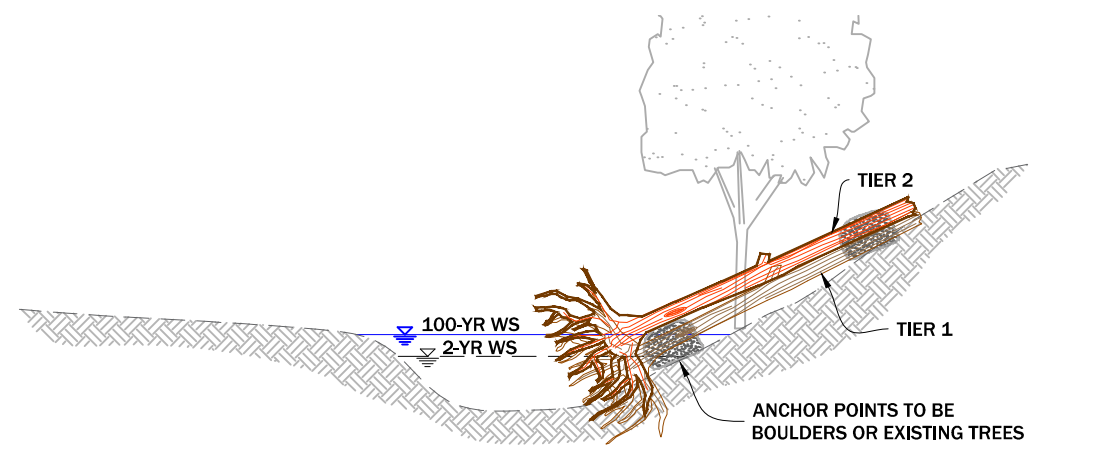 TIER 2
100-YR WS
TIER 1
2-YR WS
ANCHOR POINTS TO BE
BOULDERS OR EXISTING TREES